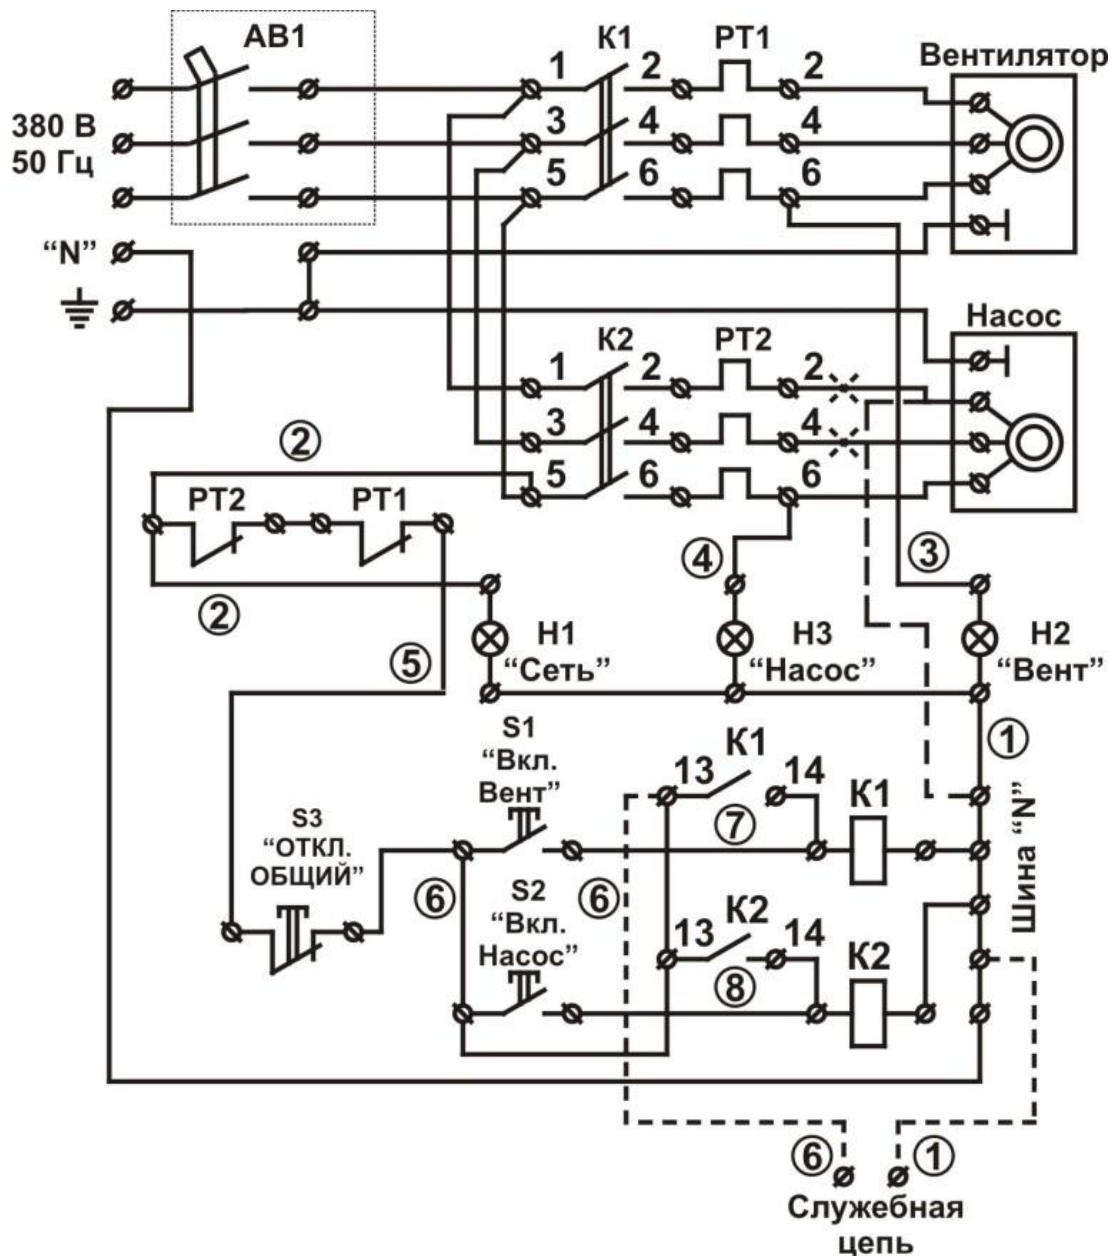 АВ1
К1
РТ1
Вентилятор
1
2
2
380 В
50 Гц
3
4
4
5
6
6
“N”
Насос
К2
РТ2
1
2
2
3
4
4
2
5
6
6
РТ2
РТ1
4
3
2
Н1
“Сеть”
Н3
“Насос”
Н2
“Вент”
5
S1
“Вкл.
Вент”
К1
1
13
14
К1
7
S3
“ОТКЛ.
ОБЩИЙ”
Шина “N”
6
S2
“Вкл.
Насос”
6
К2
13
14
К2
8
6
1
Служебная
цепь